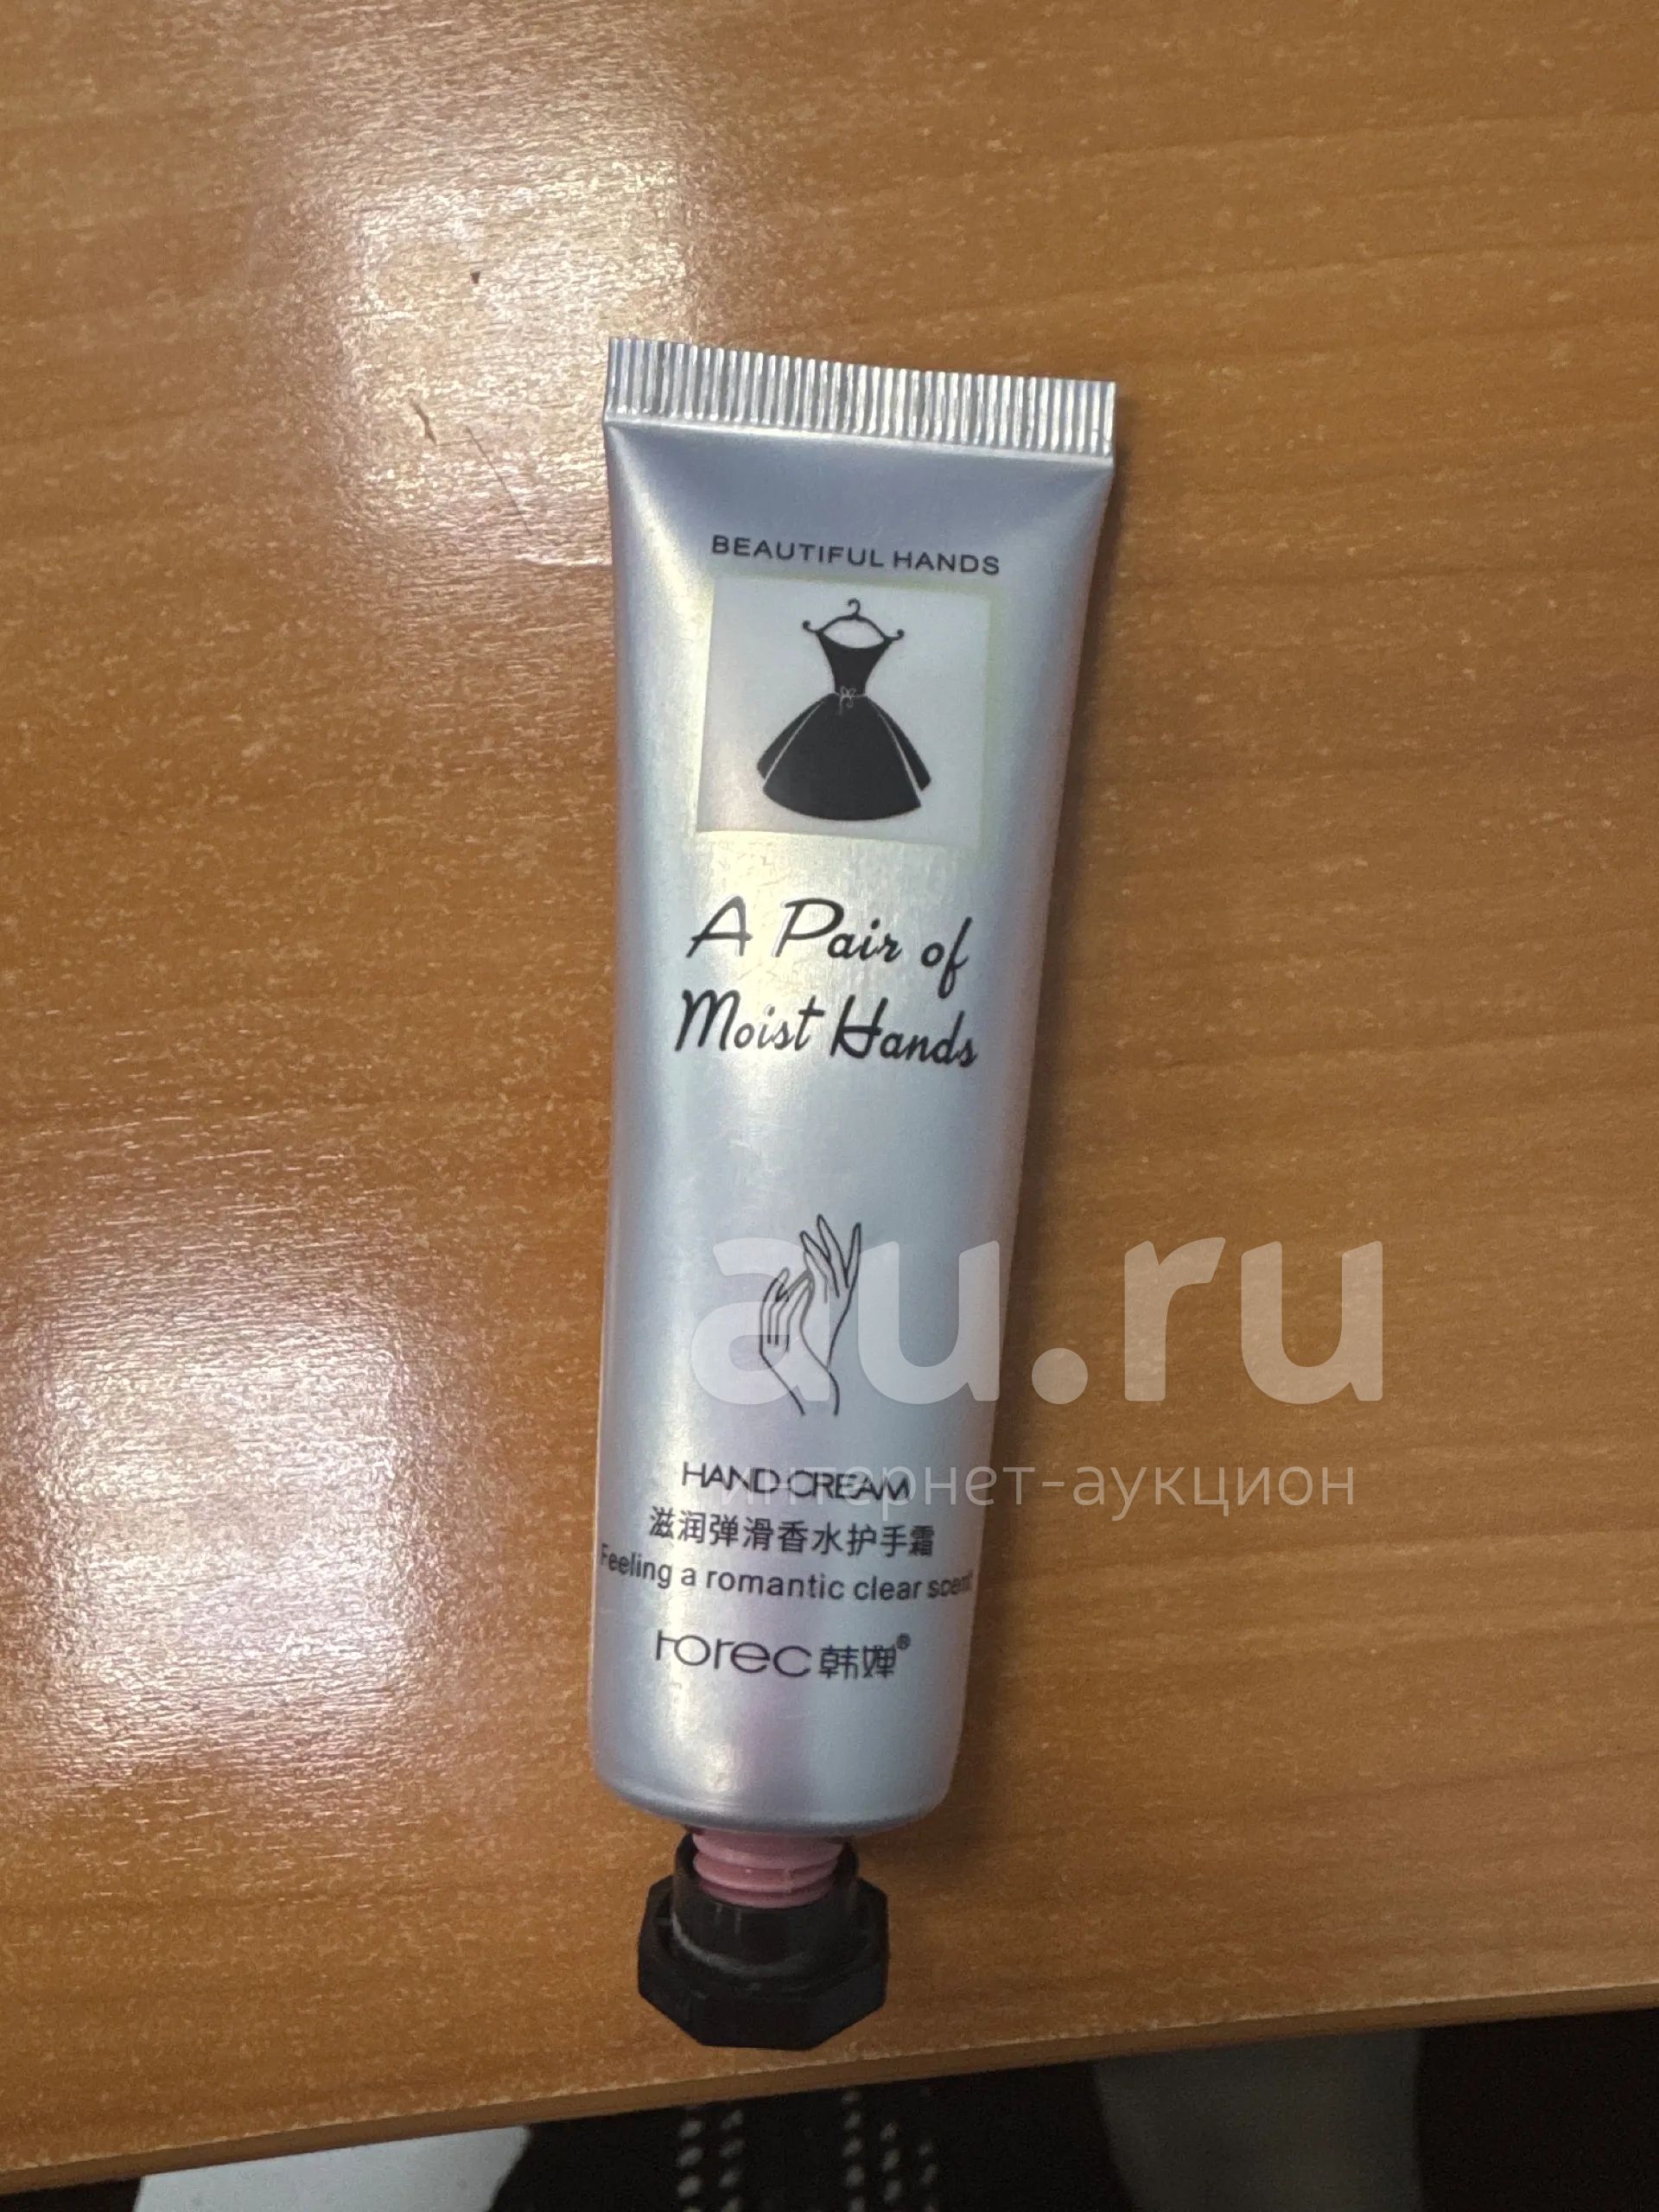 BEAUTIFUL HANDS
A Pair of
Moist Hands
au.ru
интернет-аукцион
HAND CREAM
滋润弹滑香水护手霜
Feeling a romantic clear scent
rorec 韩婵®